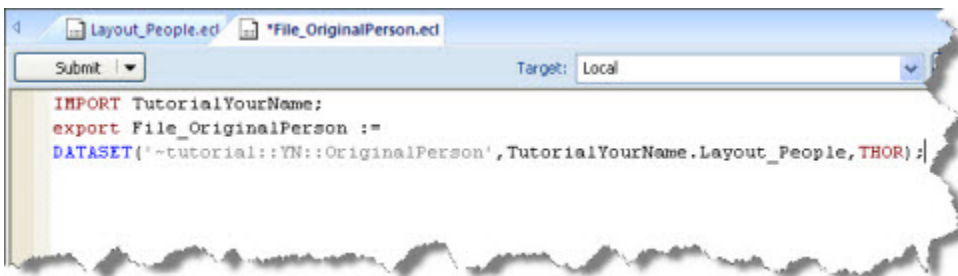 Layout_People.ecl *File_OriginalPerson.ecl
Submit Target: Local
IMPORT TutorialYourName;
export File_OriginalPerson :=
DATASET('~tutorial::YN::OriginalPerson',TutorialYourName.Layout_People,THOR);